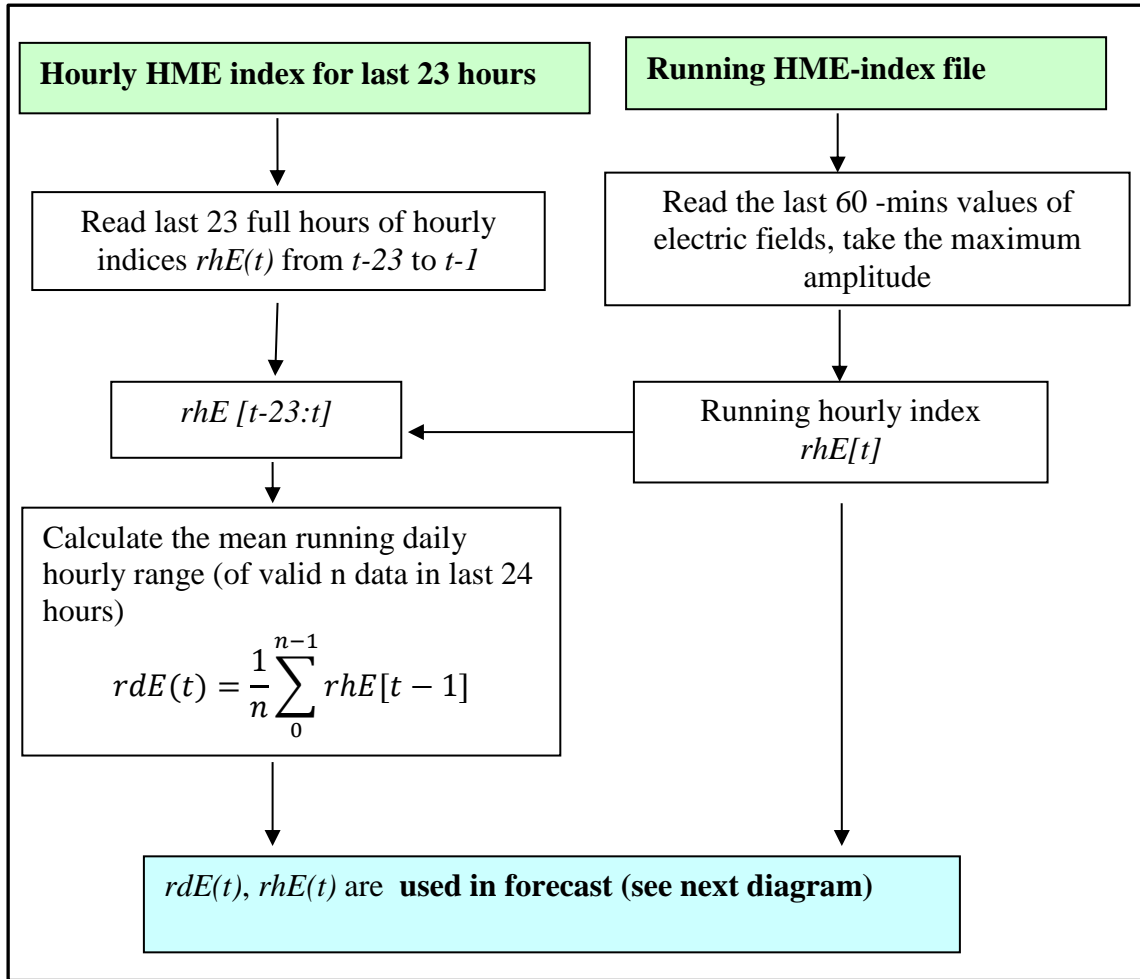 Hourly HME index for last 23 hours
Running HME-index file
Read last 23 full hours of hourly
indices rhE(t) from t-23 to t-1
Read the last 60 -mins values of
electric fields, take the maximum
amplitude
rhE [t-23:t]
Running hourly index
rhE[t]
Calculate the mean running daily
hourly range (of valid n data in last 24
hours)
rdE(t) = \frac{1}{n} \sum_{0}^{n-1} rhE[t − 1]
rdE(t), rhE(t) are used in forecast (see next diagram)